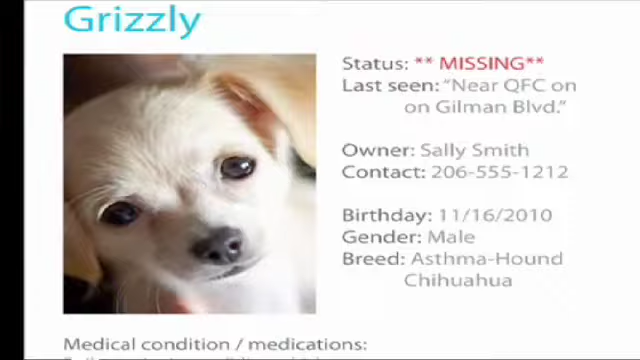 Grizzly
Status: ** MISSING**
Last seen: “Near QFC on
on Gilman Blvd.”
Owner: Sally Smith
Contact: 206-555-1212
Birthday: 11/16/2010
Gender: Male
Breed: Asthma-Hound
Chihuahua
Medical condition / medications: